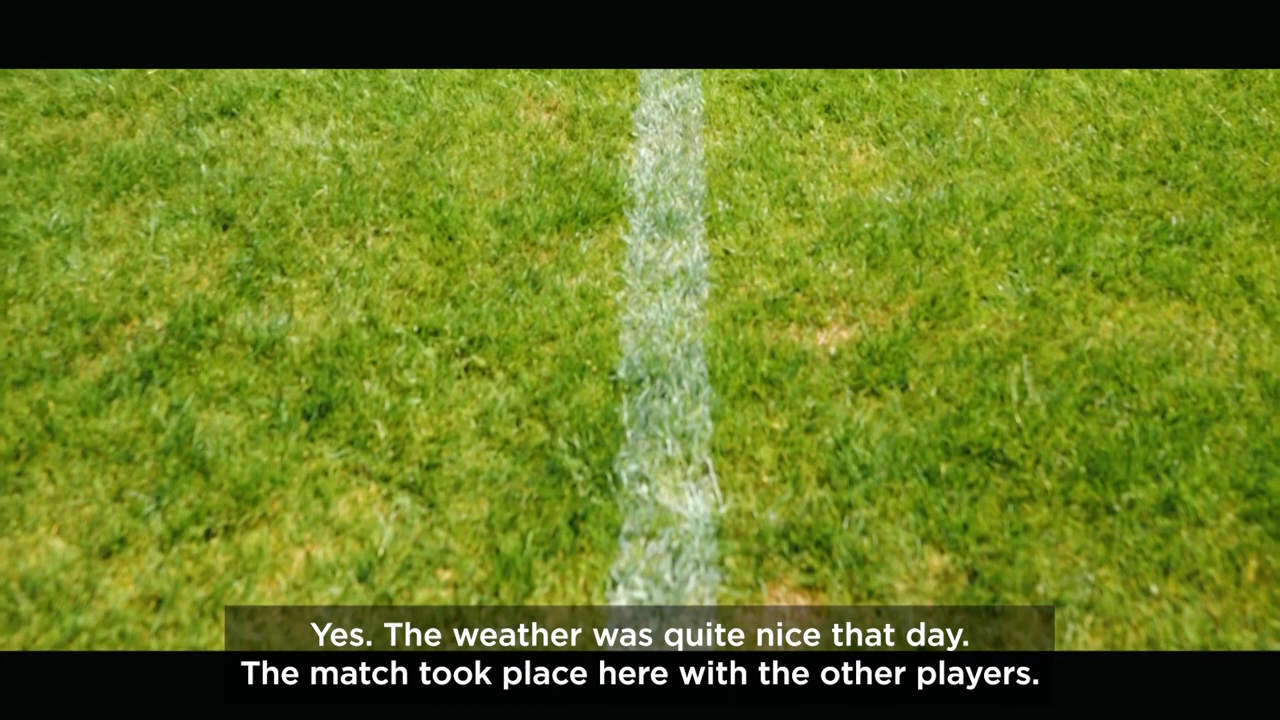 Yes. The weather was quite nice that day.
The match took place here with the other players.